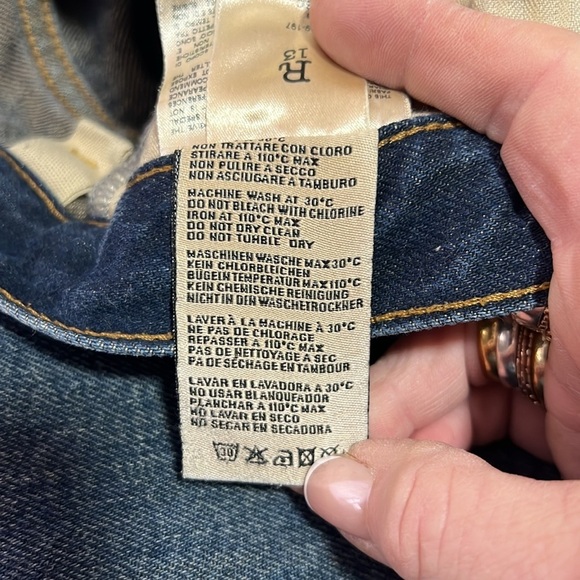 R
13
NON TRATTARE CON CLORO
STIRARE A 110°C MAX
NON PULIRE A SECCO
NON ASCIUGARE A TAMBURO
MACHINE WASH AT 30°C
DO NOT BLEACH WITH CHLORINE
IRON AT 110°C MAX
DO NOT DRY CLEAN
DO NOT TUMBLE DRY
MASCHINEN WASCHE MAX 30°C
KEIN CHLORBLEICHEN
BÜGELN TEMPERATUR MAX 110°C
KEIN CHEMISCHE REINIGUNG
NICHT IN DEN WASCHETROCKNER
LAVER À LA MACHINE À 30°C
NE PAS DE CHLORAGE
REPASSER À 110°C MAX
PAS DE NETTOYAGE A SEC
PA DE SÉCHAGE EN TAMBOUR
LAVAR EN LAVADORA A 30°C
NO USAR BLANQUEADOR
PLANCHAR A 110°C MAX
NO LAVAR EN SECO
NO SECAR EN SECADORA
30